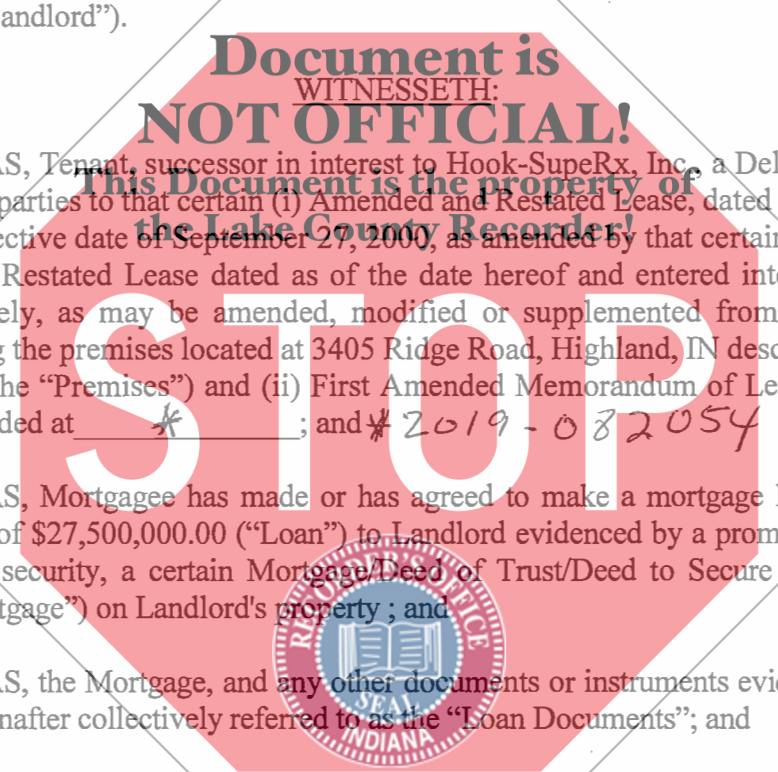 andlord”).
Document is
WITNESSETH:
NOT OFFICIAL!
AS, Tenant, successor in interest to Hook-SupeRx, Inc., a Del
This Document is the property of
parties to that certain (i) Amended and Restated Lease, dated
the Lake County Recorder!
ective date of September 27, 2000, as amended by that certain
Restated Lease dated as of the date hereof and entered int
ely, as may be amended, modified or supplemented from
g the premises located at 3405 Ridge Road, Highland, IN desc
he “Premises”) and (ii) First Amended Memorandum of Le
ded at * ; and * 2019-082054
STOP
AS, Mortgagee has made or has agreed to make a mortgage
of $27,500,000.00 (“Loan”) to Landlord evidenced by a prom
security, a certain Mortgage/Deed of Trust/Deed to Secure
tgage”) on Landlord's property ; and
RECORDER'S OFFICE
SEAL
INDIANA
AS, the Mortgage, and any other documents or instruments evi
nafter collectively referred to as the “Loan Documents”; and